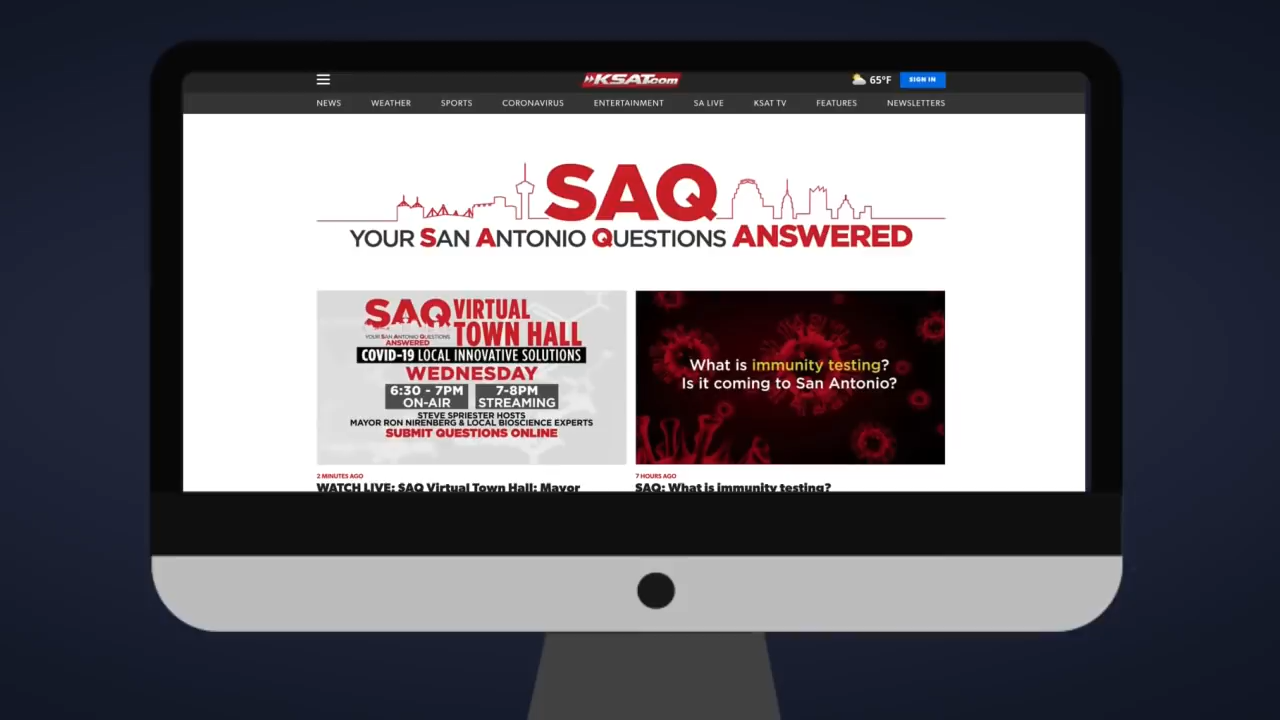 KSAT.com
65°F
SIGN IN
NEWS WEATHER SPORTS CORONAVIRUS ENTERTAINMENT SA LIVE KSAT TV FEATURES NEWSLETTERS
SAQ
YOUR SAN ANTONIO QUESTIONS ANSWERED
SAQ VIRTUAL
TOWN HALL
YOUR SAN ANTONIO QUESTIONS
ANSWERED
COVID-19 LOCAL INNOVATIVE SOLUTIONS
WEDNESDAY
6:30 - 7PM
ON-AIR
7-8PM
STREAMING
STEVE SPRIESTER HOSTS
MAYOR RON NIRENBERG & LOCAL BIOSCIENCE EXPERTS
SUBMIT QUESTIONS ONLINE
2 MINUTES AGO
WATCH LIVE: SAQ Virtual Town Hall: Mayor
What is immunity testing?
Is it coming to San Antonio?
7 HOURS AGO
SAQ: What is immunity testing?